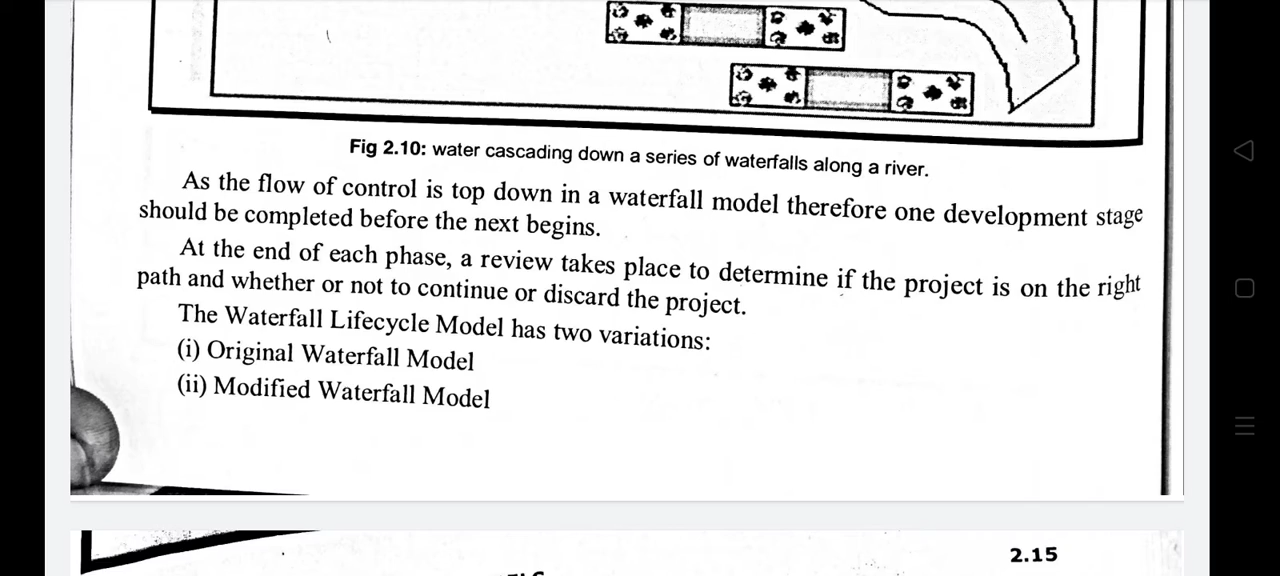 Fig 2.10: water cascading down a series of waterfalls along a river.
As the flow of control is top down in a waterfall model therefore one development stage
should be completed before the next begins.
At the end of each phase, a review takes place to determine if the project is on the right
path and whether or not to continue or discard the project.
The Waterfall Lifecycle Model has two variations:
(i) Original Waterfall Model
(ii) Modified Waterfall Model
2.15